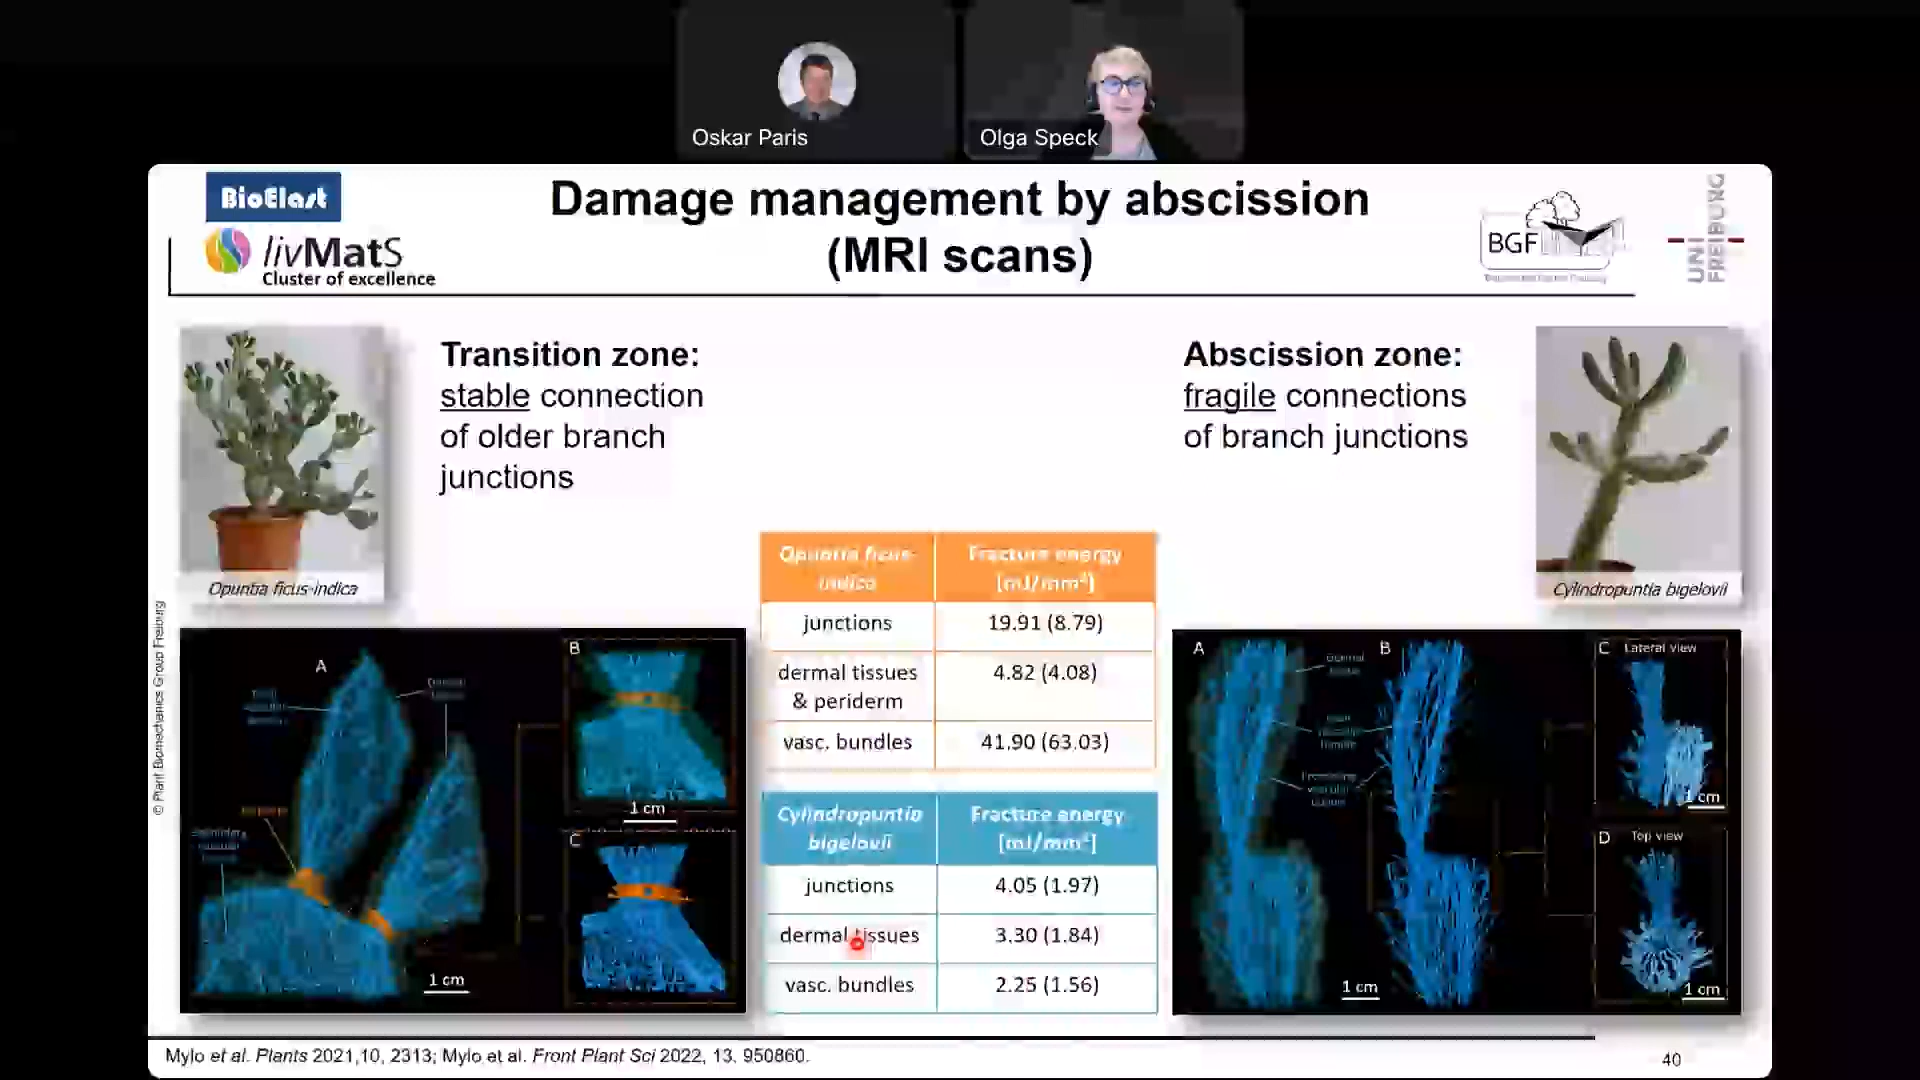 Oskar Paris
Olga Speck
BioElast
livMatS
Cluster of excellence
Damage management by abscission
(MRI scans)
BGF
UNI
FREIBURG
Transition zone:
stable connection
of older branch
junctions
Abscission zone:
fragile connections
of branch junctions
Opuntia ficus-indica
Cylindropuntia bigelovii
© Plant Biomechanics Group Freiburg
A
B
1 cm
C
1 cm
Opuntia ficus-
indica
Fracture energy
[mJ/mm²]
junctions
19.91 (8.79)
dermal tissues
& periderm
4.82 (4.08)
vasc. bundles
41.90 (63.03)
Cylindropuntia
bigelovii
Fracture energy
[mJ/mm²]
junctions
4.05 (1.97)
dermal tissues
3.30 (1.84)
vasc. bundles
2.25 (1.56)
A
B
C Lateral view
1 cm
D Top view
1 cm
1 cm
Mylo et al. Plants 2021,10, 2313; Mylo et al. Front Plant Sci 2022, 13, 950860.
40